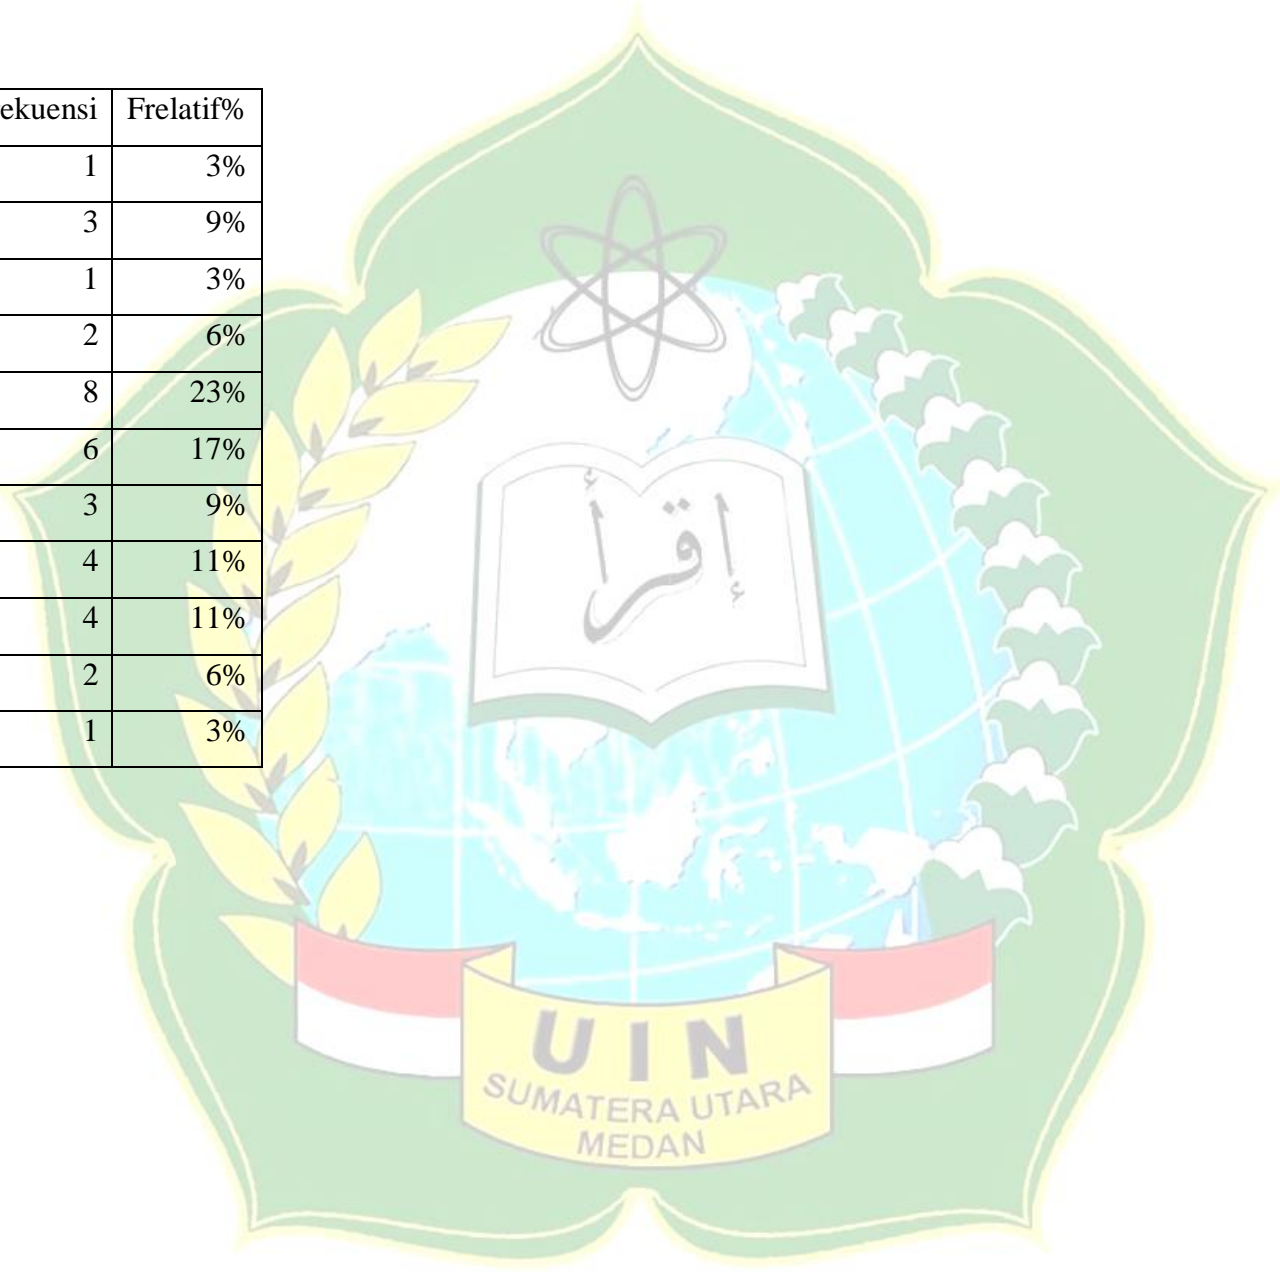 ekuensi Frelatif%
1 3%
3 9%
1 3%
2 6%
8 23%
6 17%
3 9%
4 11%
4 11%
2 6%
1 3%
إقرأ
UIN
SUMATERA UTARA
MEDAN